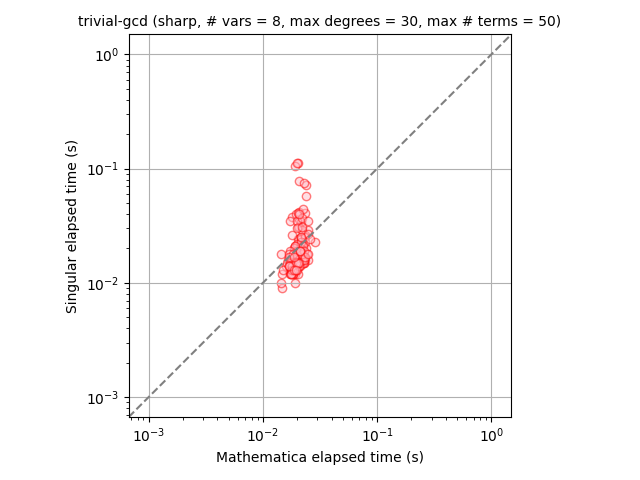 trivial-gcd (sharp, # vars = 8, max degrees = 30, max # terms = 50)
10⁰
10⁻¹
10⁻²
10⁻³
Singular elapsed time (s)
10⁻³ 10⁻² 10⁻¹ 10⁰
Mathematica elapsed time (s)